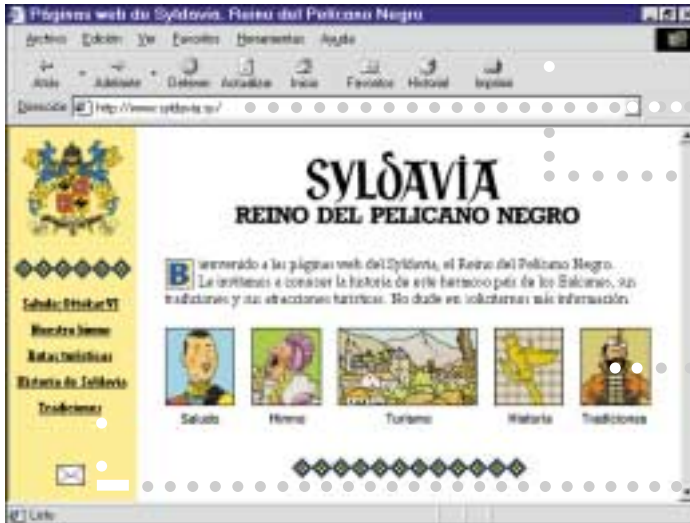 Páginas web de Syldavia. Reino del Pelicano Negro
Archivo Edición Ver Favoritos Herramientas Ayuda
Atrás Adelante Detener Actualizar Inicio Favoritos Historial Imprimir
Dirección http://www.syldavia.sy/
SYLDAVIA
REINO DEL PELICANO NEGRO
Bienvenido a las páginas web del Syldavia, el Reino del Pelicano Negro.
Le invitamos a conocer la historia de este hermoso país de los Balcanes, sus
tradiciones y sus atracciones turísticas. No dude en solicitarnos más información.
Saludo: Ottokar VI
Nuestro himno
Rutas turísticas
Historia de Syldavia
Tradiciones
Saludo Himno Turismo Historia Tradiciones
Listo